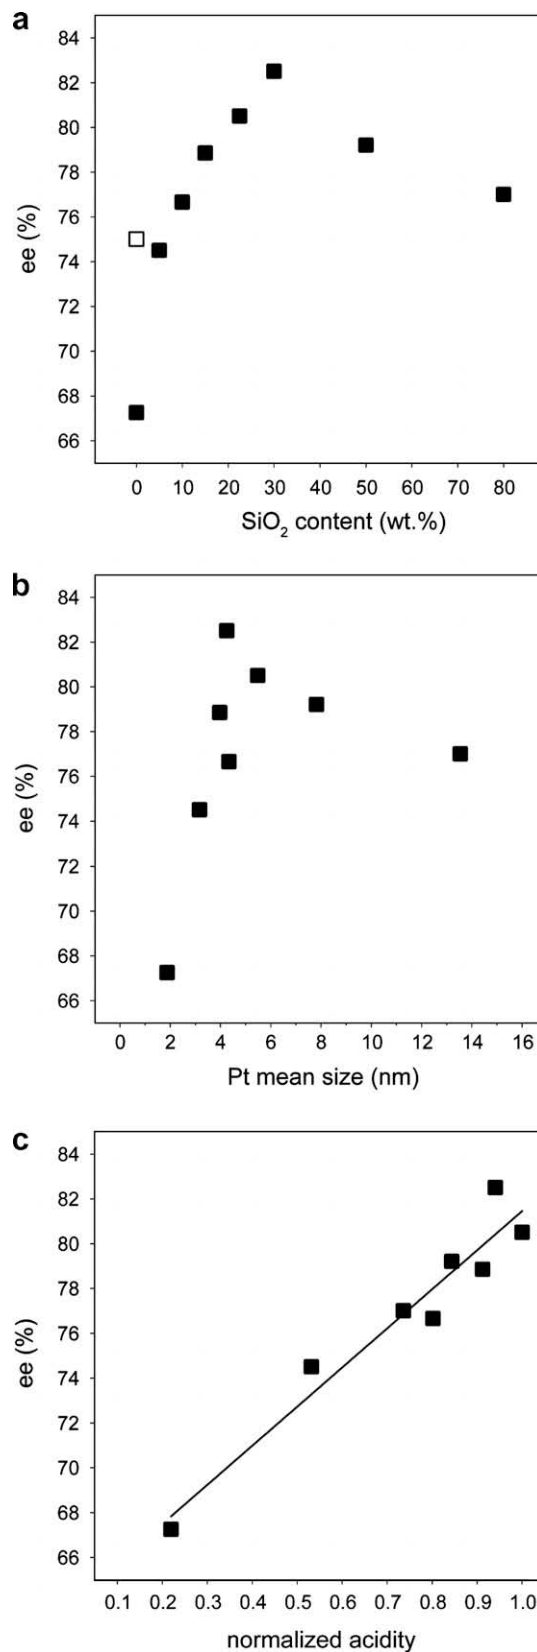 a
84
82
80
78
76
74
72
70
68
66
ee (%)
0 10 20 30 40 50 60 70 80
SiO₂ content (wt.%)
b
84
82
80
78
76
74
72
70
68
66
ee (%)
0 2 4 6 8 10 12 14 16
Pt mean size (nm)
c
84
82
80
78
76
74
72
70
68
66
ee (%)
0.1 0.2 0.3 0.4 0.5 0.6 0.7 0.8 0.9 1.0
normalized acidity